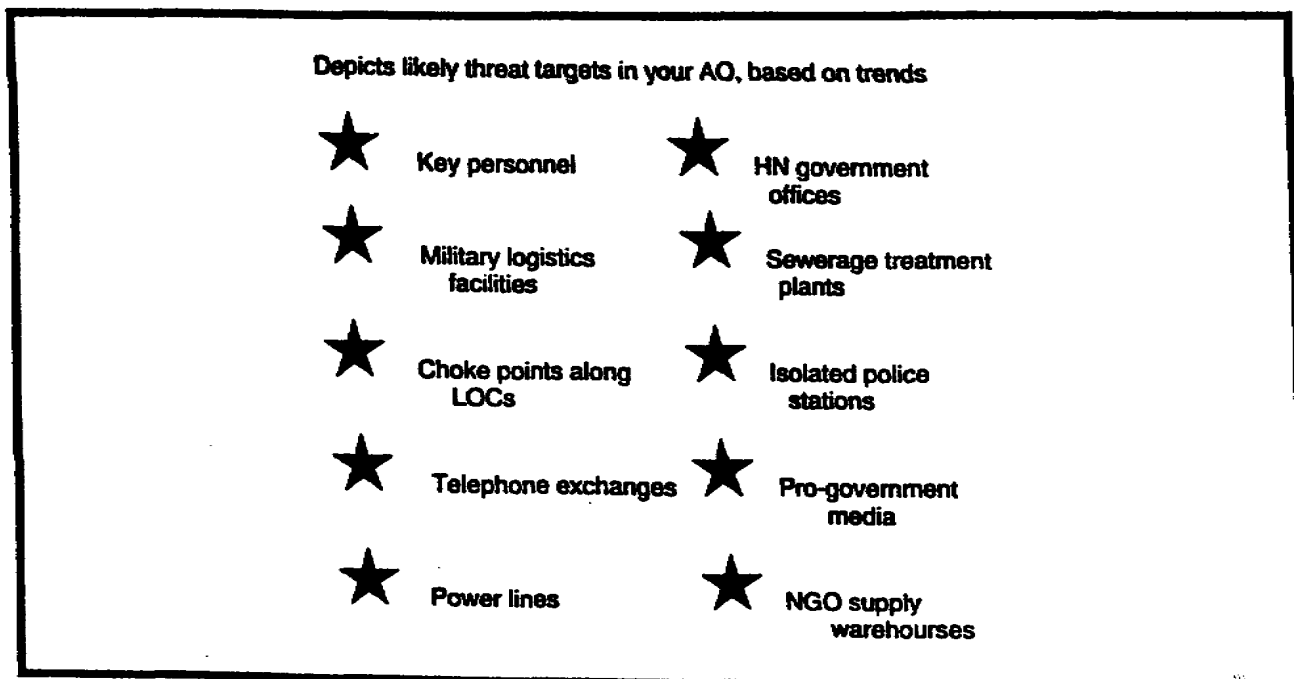 Depicts likely threat targets in your AO, based on trends
Key personnel
HN government
offices
Military logistics
facilities
Sewerage treatment
plants
Choke points along
LOCs
Isolated police
stations
Telephone exchanges
Pro-government
media
Power lines
NGO supply
warehourses